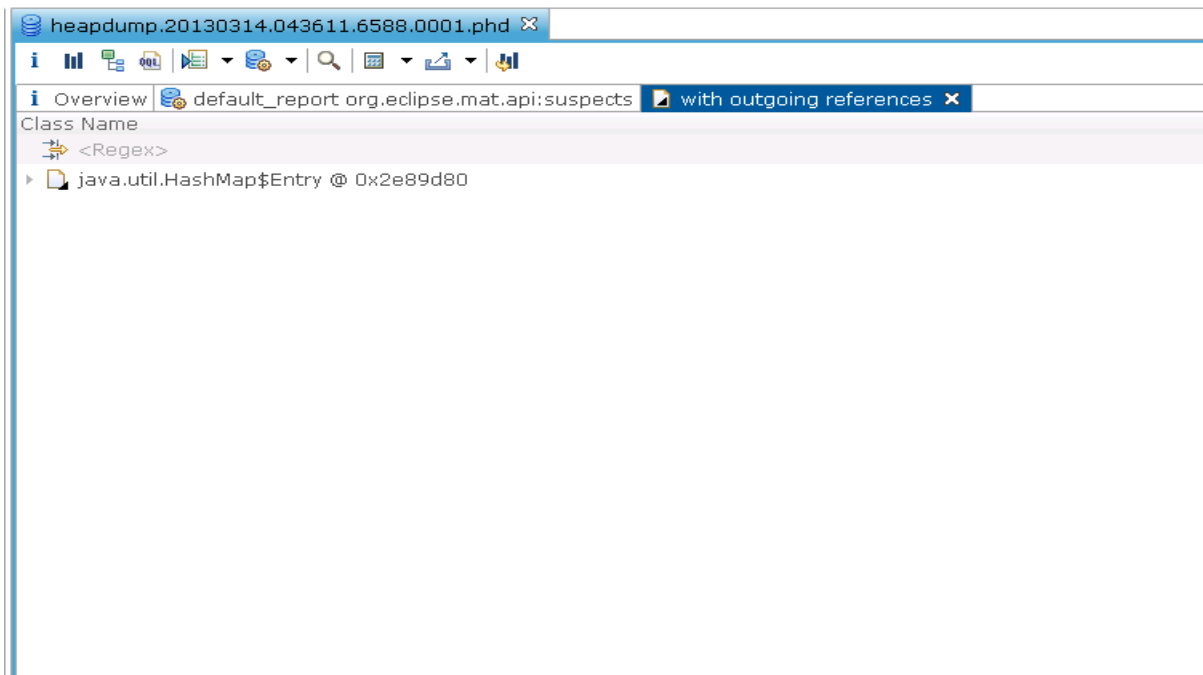 heapdump.20130314.043611.6588.0001.phd
i OQL
i Overview default_report org.eclipse.mat.api:suspects with outgoing references
Class Name
<Regex>
java.util.HashMap$Entry @ 0x2e89d80